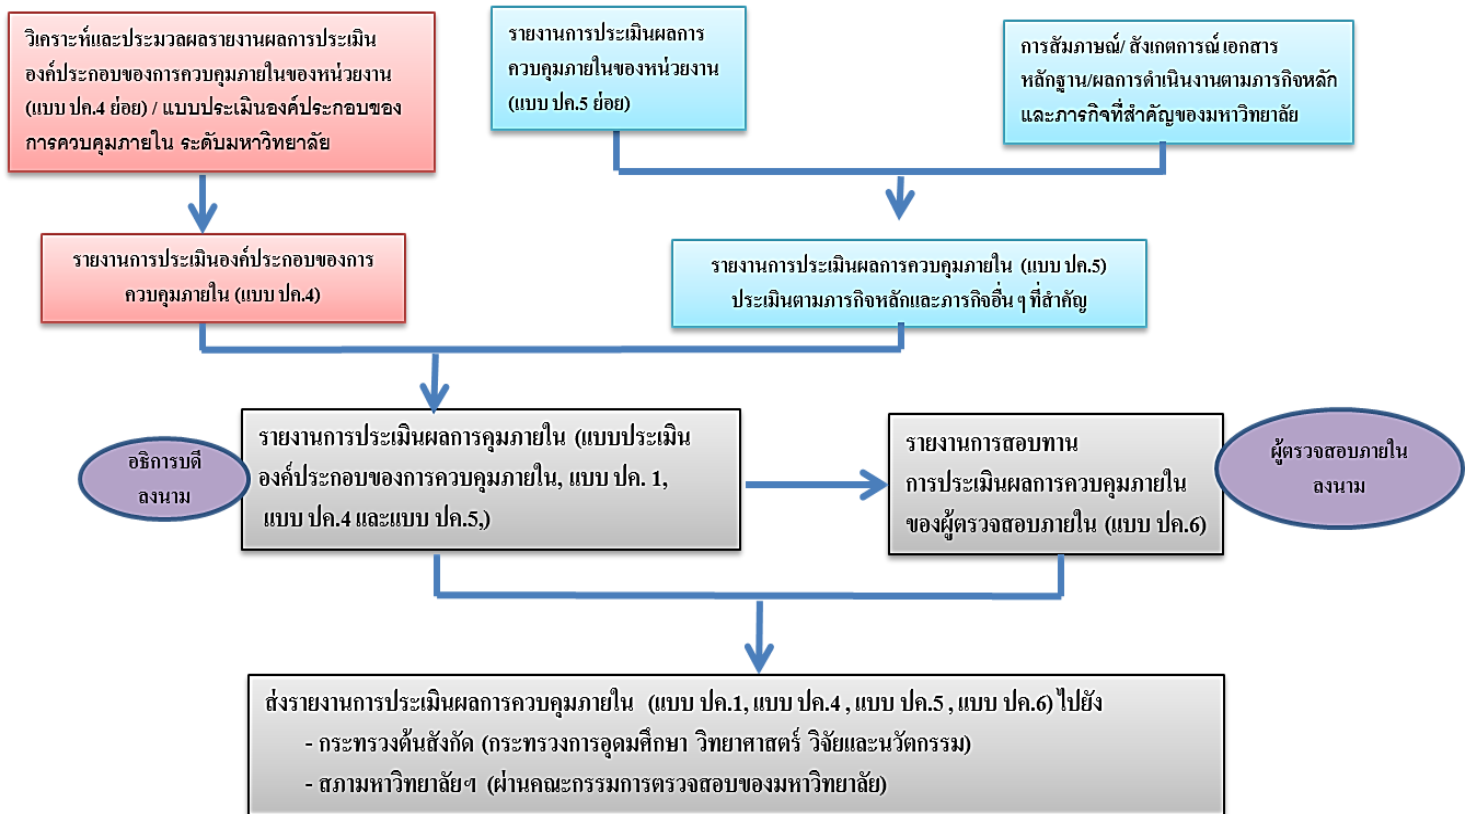 วิเคราะห์และประมวลผลรายงานผลการประเมิน
องค์ประกอบของการควบคุมภายในของหน่วยงาน
(แบบ ปค.4 ย่อย) / แบบประเมินองค์ประกอบของ
การควบคุมภายใน ระดับมหาวิทยาลัย
รายงานการประเมินผลการ
ควบคุมภายในของหน่วยงาน
(แบบ ปค.5 ย่อย)
การสัมภาษณ์/ สังเกตการณ์ เอกสาร
หลักฐาน/ผลการดำเนินงานตามภารกิจหลัก
และภารกิจที่สำคัญของมหาวิทยาลัย
รายงานการประเมินองค์ประกอบของการ
ควบคุมภายใน (แบบ ปค.4)
รายงานการประเมินผลการควบคุมภายใน (แบบ ปค.5)
ประเมินตามภารกิจหลักและภารกิจอื่น ๆ ที่สำคัญ
อธิการบดี
ลงนาม
รายงานการประเมินผลการคุมภายใน (แบบประเมิน
องค์ประกอบของการควบคุมภายใน, แบบ ปค. 1,
แบบ ปค.4 และแบบ ปค.5,)
รายงานการสอบทาน
การประเมินผลการควบคุมภายใน
ของผู้ตรวจสอบภายใน (แบบ ปค.6)
ผู้ตรวจสอบภายใน
ลงนาม
ส่งรายงานการประเมินผลการควบคุมภายใน (แบบ ปค.1, แบบ ปค.4 , แบบ ปค.5 , แบบ ปค.6) ไปยัง
- กระทรวงต้นสังกัด (กระทรวงการอุดมศึกษา วิทยาศาสตร์ วิจัยและนวัตกรรม)
- สภามหาวิทยาลัยฯ (ผ่านคณะกรรมการตรวจสอบของมหาวิทยาลัย)